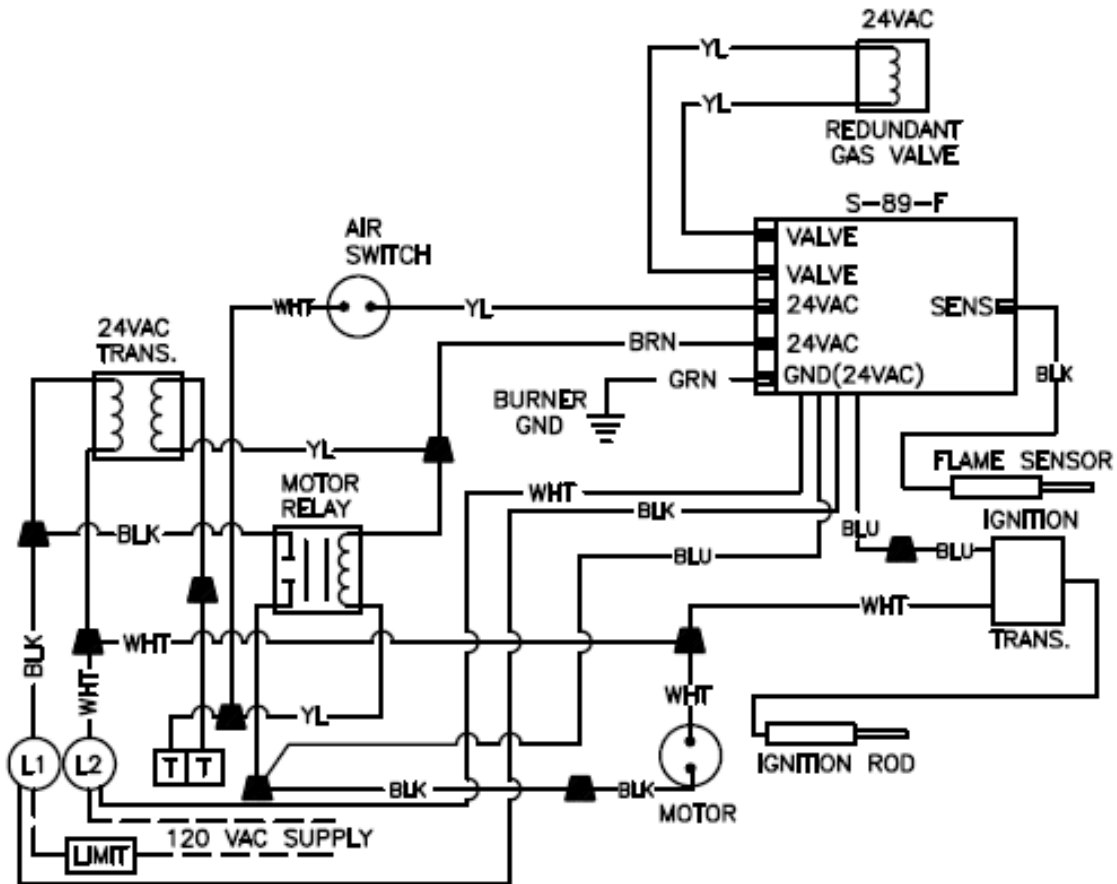 24VAC
YL
YL
REDUNDANT
GAS VALVE
S-89-F
AIR
SWITCH
VALVE
VALVE
WHT
YL
24VAC
SENS
24VAC
TRANS.
BRN
24VAC
GRN
GND(24VAC)
BLK
BURNER
GND
YL
FLAME SENSOR
MOTOR
RELAY
WHT
BLK
IGNITION
BLK
BLU
BLU
BLU
WHT
TRANS.
WHT
BLK
WHT
WHT
YL
L1
L2
T
T
IGNITION ROD
BLK
BLK
MOTOR
120 VAC SUPPLY
LIMIT